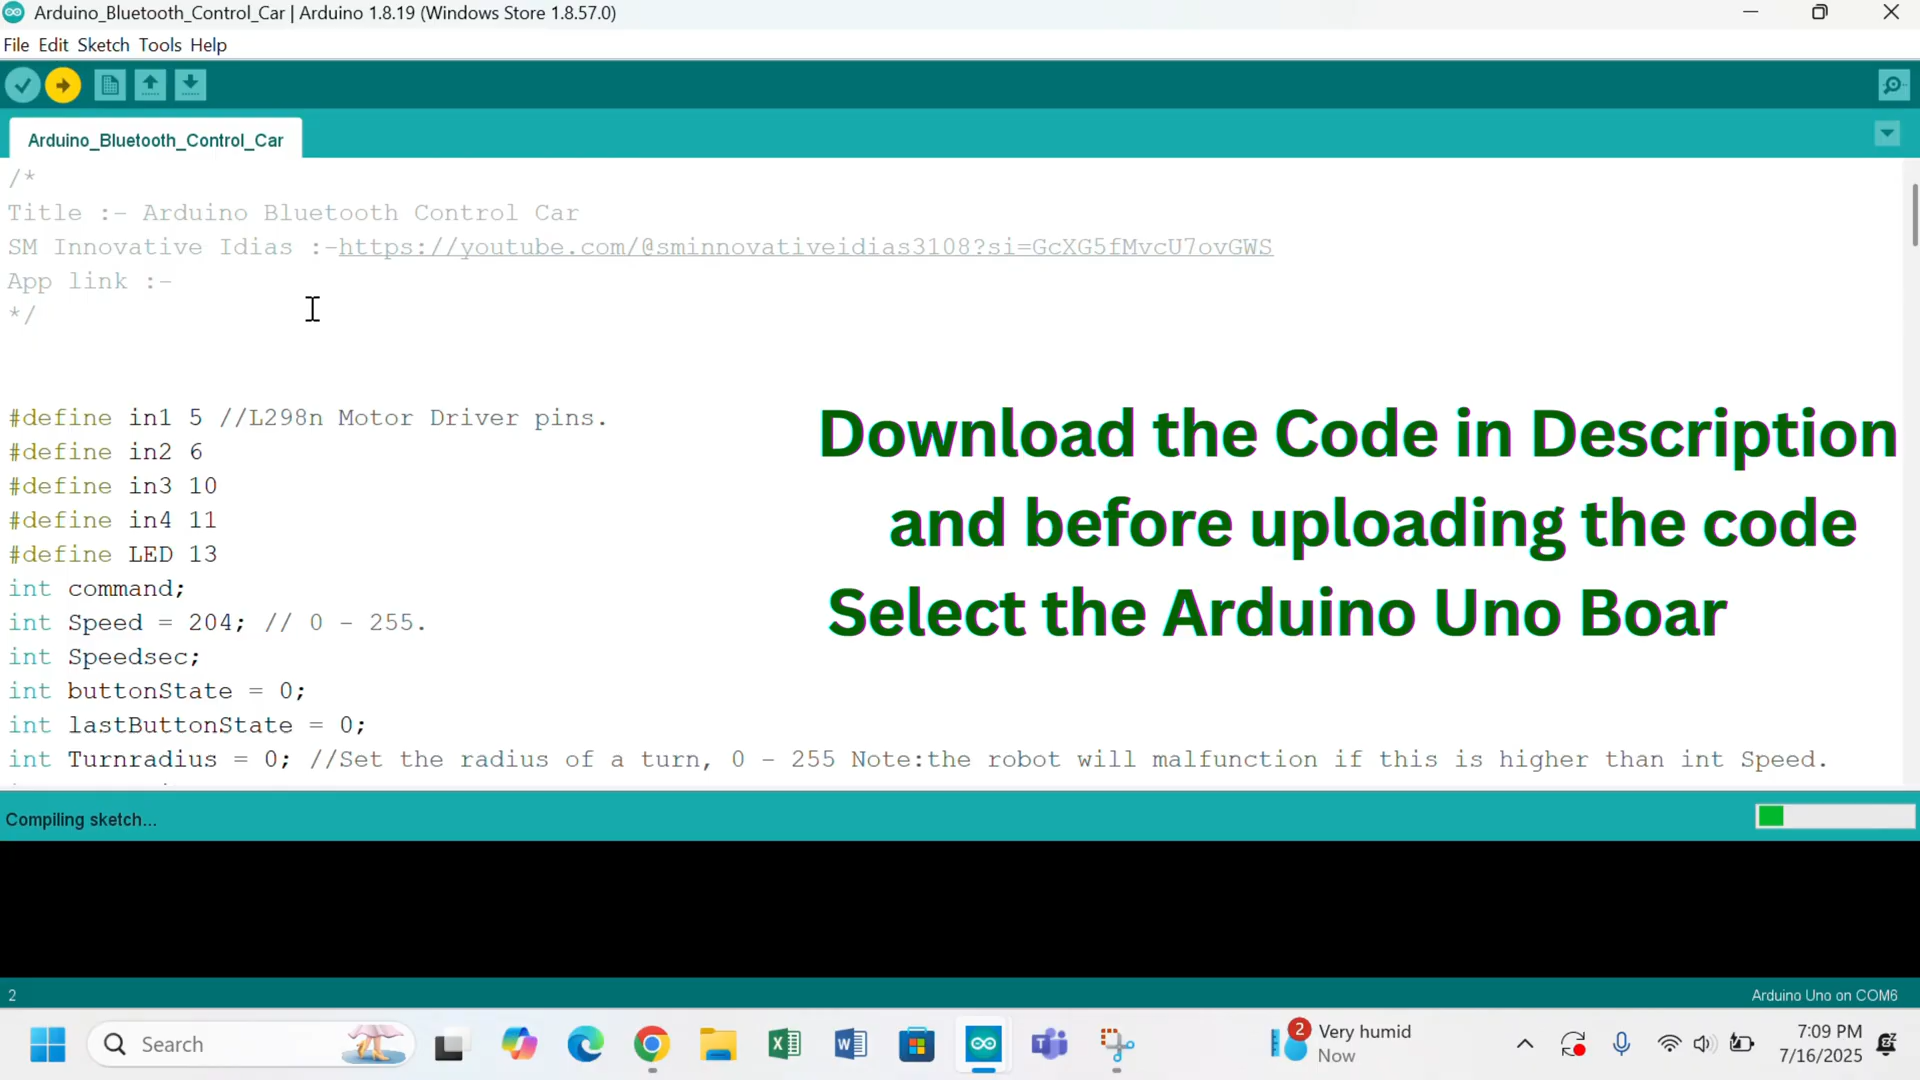 Arduino_Bluetooth_Control_Car | Arduino 1.8.19 (Windows Store 1.8.57.0)
File Edit Sketch Tools Help
Arduino_Bluetooth_Control_Car
/*
Title :- Arduino Bluetooth Control Car
SM Innovative Idias :-https://youtube.com/@sminnovativeidias3108?si=GcXG5fMvcU7ovGWS
App link :-
*/
#define in1 5 //L298n Motor Driver pins.
#define in2 6
#define in3 10
#define in4 11
#define LED 13
int command;
int Speed = 204; // 0 - 255.
int Speedsec;
int buttonState = 0;
int lastButtonState = 0;
int Turnradius = 0; //Set the radius of a turn, 0 - 255 Note:the robot will malfunction if this is higher than int Speed.
Download the Code in Description
and before uploading the code
Select the Arduino Uno Boar
Compiling sketch...
2
Arduino Uno on COM6
Search
2
Very humid
Now
7:09 PM
7/16/2025